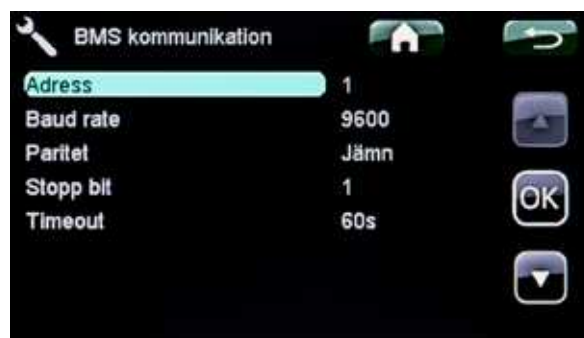 BMS kommunikation
Adress 1
Baud rate 9600
Paritet Jämn
Stopp bit 1
Timeout 60s
OK